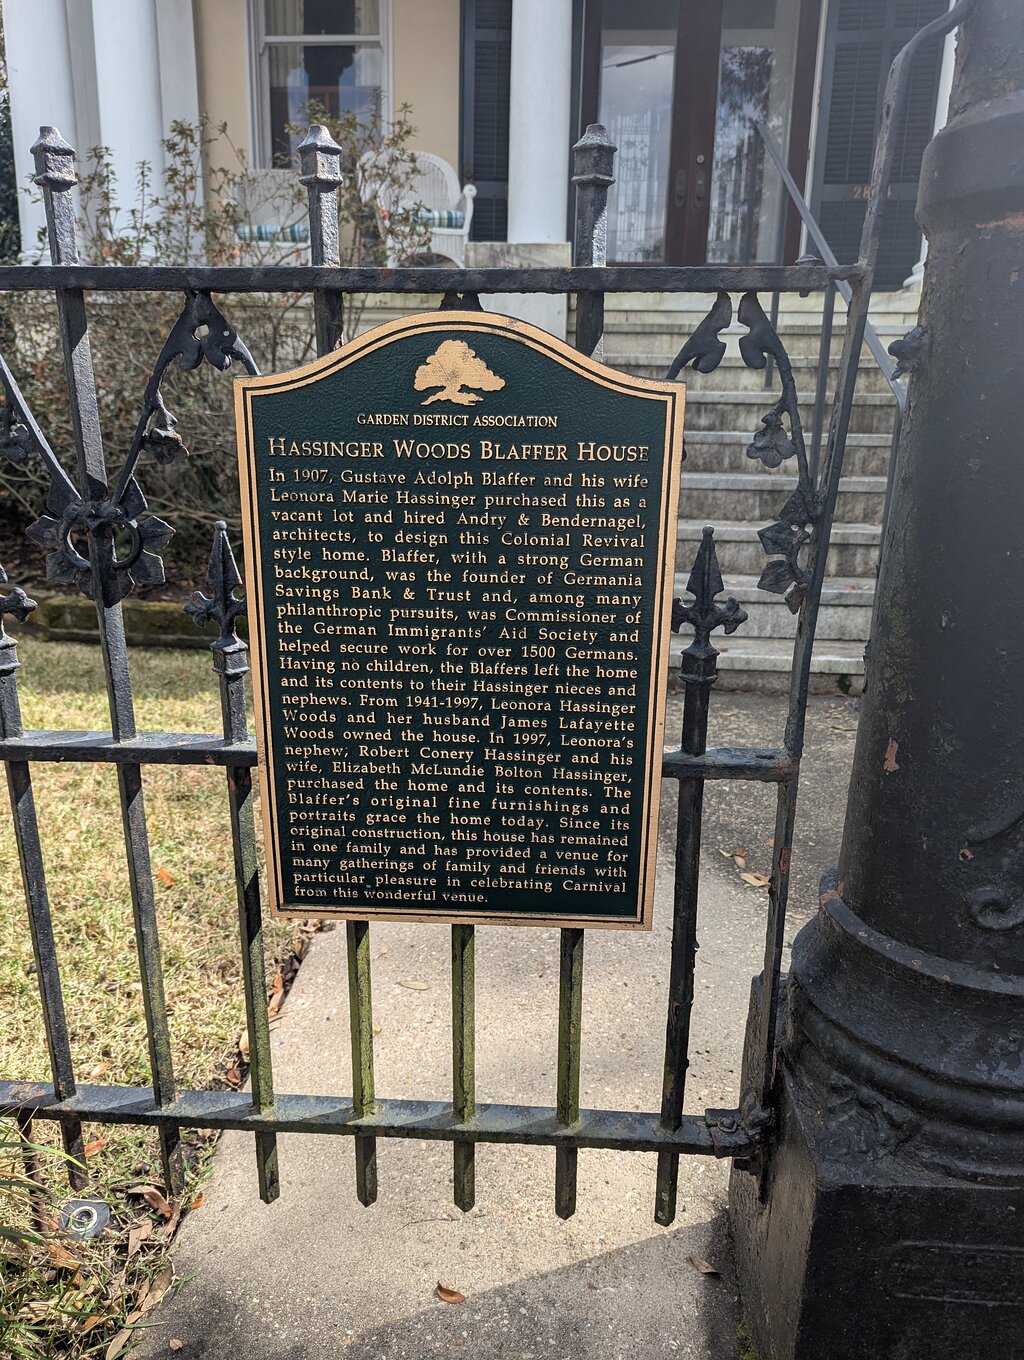 GARDEN DISTRICT ASSOCIATION
HASSINGER WOODS BLAFFER HOUSE
In 1907, Gustave Adolph Blaffer and his wife
Leonora Marie Hassinger purchased this as a
vacant lot and hired Andry & Bendernagel,
architects, to design this Colonial Revival
style home. Blaffer, with a strong German
background, was the founder of Germania
Savings Bank & Trust and, among many
philanthropic pursuits, was Commissioner of
the German Immigrants' Aid Society and
helped secure work for over 1500 Germans.
Having no children, the Blaffers left the home
and its contents to their Hassinger nieces and
nephews. From 1941-1997, Leonora Hassinger
Woods and her husband James Lafayette
Woods owned the house. In 1997, Leonora's
nephew, Robert Conery Hassinger and his
wife, Elizabeth McLundie Bolton Hassinger,
purchased the home and its contents. The
Blaffer's original fine furnishings and
portraits grace the home today. Since its
original construction, this house has remained
in one family and has provided a venue for
many gatherings of family and friends with
particular pleasure in celebrating Carnival
from this wonderful venue.